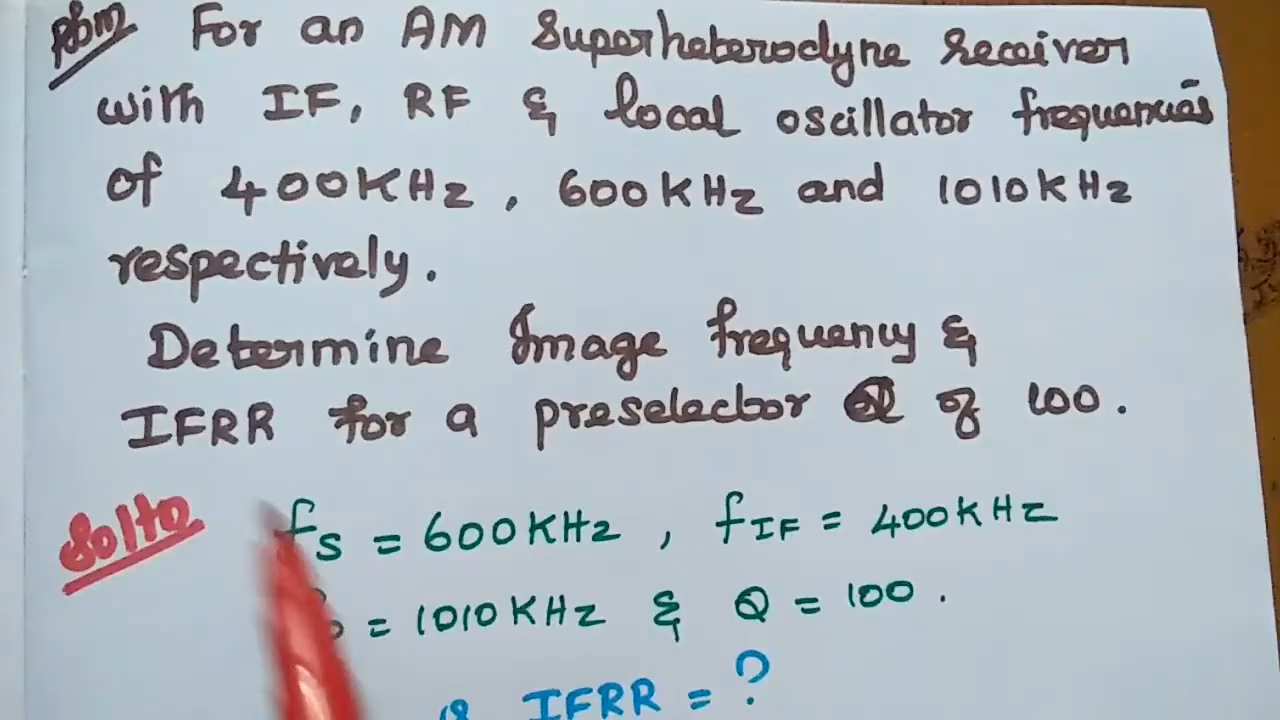 pbm For an AM Superheterodyne receiver
with IF, RF & local oscillator frequencies
of 400KHz, 600KHz and 1010KHz
respectively.
Determine Image frequency &
IFRR for a preselector Q of 100.
Soltn fs = 600KHz, fIF = 400KHz
= 1010KHz & Q = 100.
& IFRR = ?